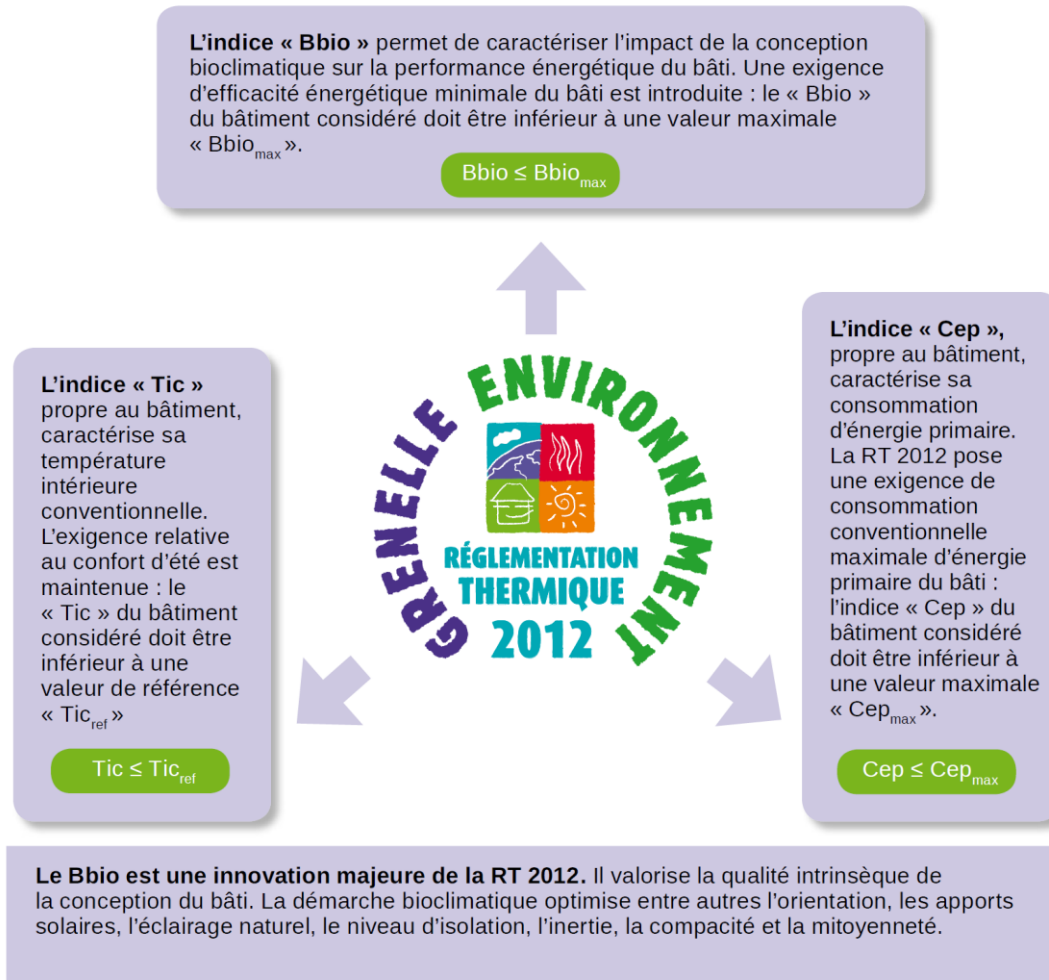 L'indice « Bbio » permet de caractériser l'impact de la conception
bioclimatique sur la performance énergétique du bâti. Une exigence
d'efficacité énergétique minimale du bâti est introduite : le « Bbio »
du bâtiment considéré doit être inférieur à une valeur maximale
« Bbiomax ».
Bbio ≤ Bbiomax
L'indice « Tic »
propre au bâtiment,
caractérise sa
température
intérieure
conventionnelle.
L'exigence relative
au confort d'été est
maintenue : le
« Tic » du bâtiment
considéré doit être
inférieur à une
valeur de référence
« Ticref »
Tic ≤ Ticref
GRENELLE ENVIRONNEMENT
RÉGLEMENTATION
THERMIQUE
2012
L'indice « Cep »,
propre au bâtiment,
caractérise sa
consommation
d'énergie primaire.
La RT 2012 pose
une exigence de
consommation
conventionnelle
maximale d'énergie
primaire du bâti :
l'indice « Cep » du
bâtiment considéré
doit être inférieur à
une valeur maximale
« Cepmax ».
Cep ≤ Cepmax
Le Bbio est une innovation majeure de la RT 2012. Il valorise la qualité intrinsèque de
la conception du bâti. La démarche bioclimatique optimise entre autres l'orientation, les apports
solaires, l'éclairage naturel, le niveau d'isolation, l'inertie, la compacité et la mitoyenneté.